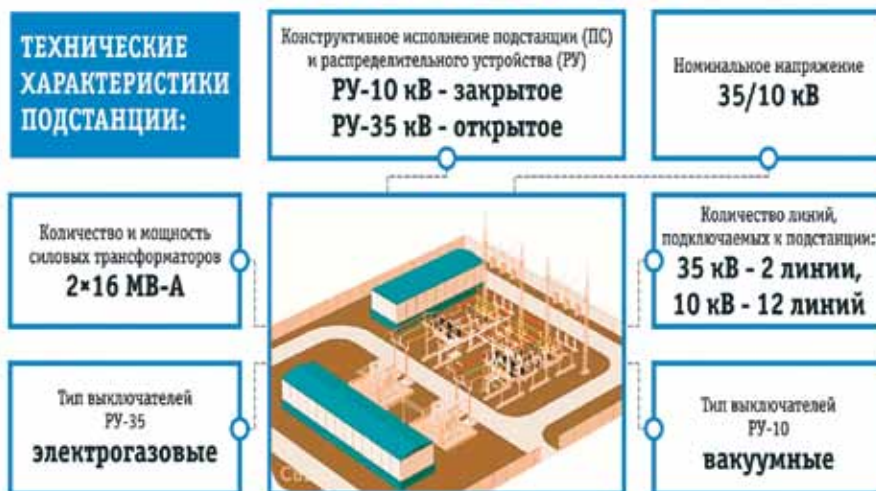 ТЕХНИЧЕСКИЕ
ХАРАКТЕРИСТИКИ
ПОДСТАНЦИИ:
Конструктивное исполнение подстанции (ПС)
и распределительного устройства (РУ)
РУ-10 кВ - закрытое
РУ-35 кВ - открытое
Номинальное напряжение
35/10 кВ
Количество и мощность
силовых трансформаторов
2×16 МВ-А
Количество линий,
подключаемых к подстанции:
35 кВ - 2 линии,
10 кВ - 12 линий
Тип выключателей
РУ-35
электрогазовые
Тип выключателей
РУ-10
вакуумные